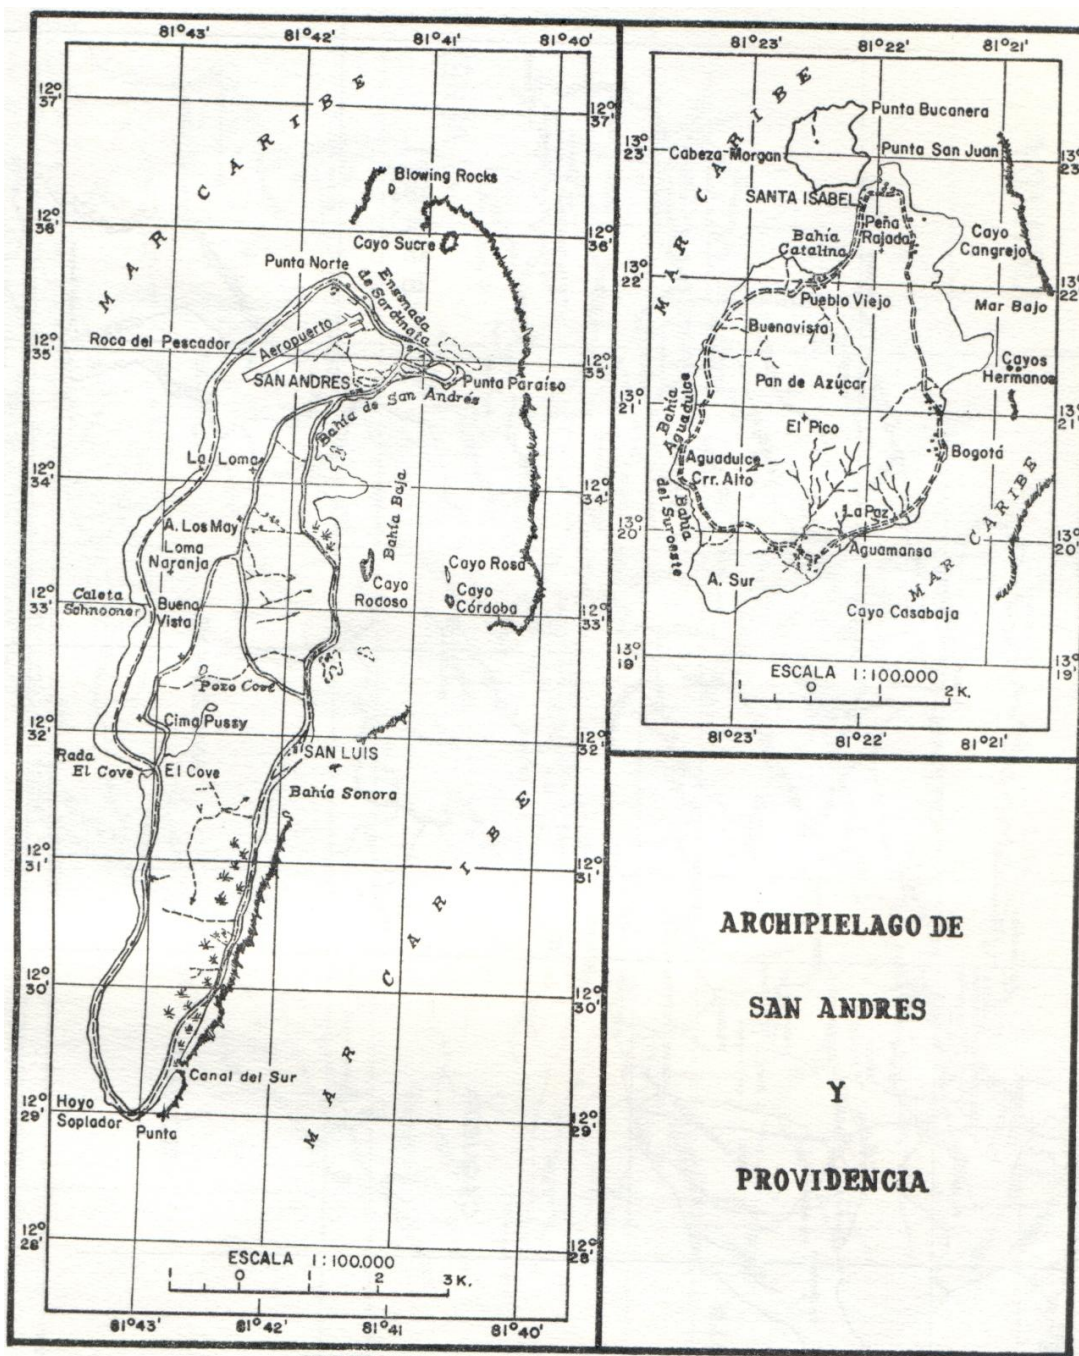 81°43'
81°42'
81°41'
81°40'
12°
37'
12°
37'
MAR CARIBE
Blowing Rocks
12°
36'
Cayo Sucre
12°
36'
Punta Norte
Ensenada
de Sardinata
Roca del Pescador
Aeropuerto
12°
35'
12°
35'
SAN ANDRES
Punta Paraíso
Bahía de San Andrés
La Loma
12°
34'
12°
34'
Bahía Baja
A. Los May
Loma
Naranja
Cayo Rosa
Cayo
Rocoso
Cayo
Córdoba
Caleta
Schnooner
Buena
Vista
12°
33'
12°
33'
Pozo Cove
Cima Pussy
12°
32'
12°
32'
SAN LUIS
Rada
El Cove
El Cove
Bahía Sonora
12°
31'
12°
31'
MAR CARIBE
12°
30'
12°
30'
Canal del Sur
Hoyo
Soplador
Punta
12°
29'
12°
29'
12°
28'
12°
28'
ESCALA 1:100.000
1 0 1 2 3 K.
81°43'
81°42'
81°41'
81°40'
81°23'
81°22'
81°21'
MAR CARIBE
Punta Bucanera
13°
23'
Cabeza-Morgan
Punta San Juan
13°
23'
SANTA ISABEL
Peña
Rajada
Bahía
Catalina
Cayo
Cangrejo
13°
22'
13°
22'
Pueblo Viejo
Mar Bajo
Buenavista
Cayos
Hermanos
Pan de Azúcar
13°
21'
13°
21'
Bahía
Aguadulce
El Pico
Bogotá
Aguadulce
Crr. Alto
Bahía
del Suroeste
La Paz
13°
20'
13°
20'
Aguamansa
A. Sur
MAR CARIBE
Cayo Casabaja
13°
19'
13°
19'
ESCALA 1:100.000
1 0 2 K.
81°23'
81°22'
81°21'
ARCHIPIELAGO DE
SAN ANDRES
Y
PROVIDENCIA